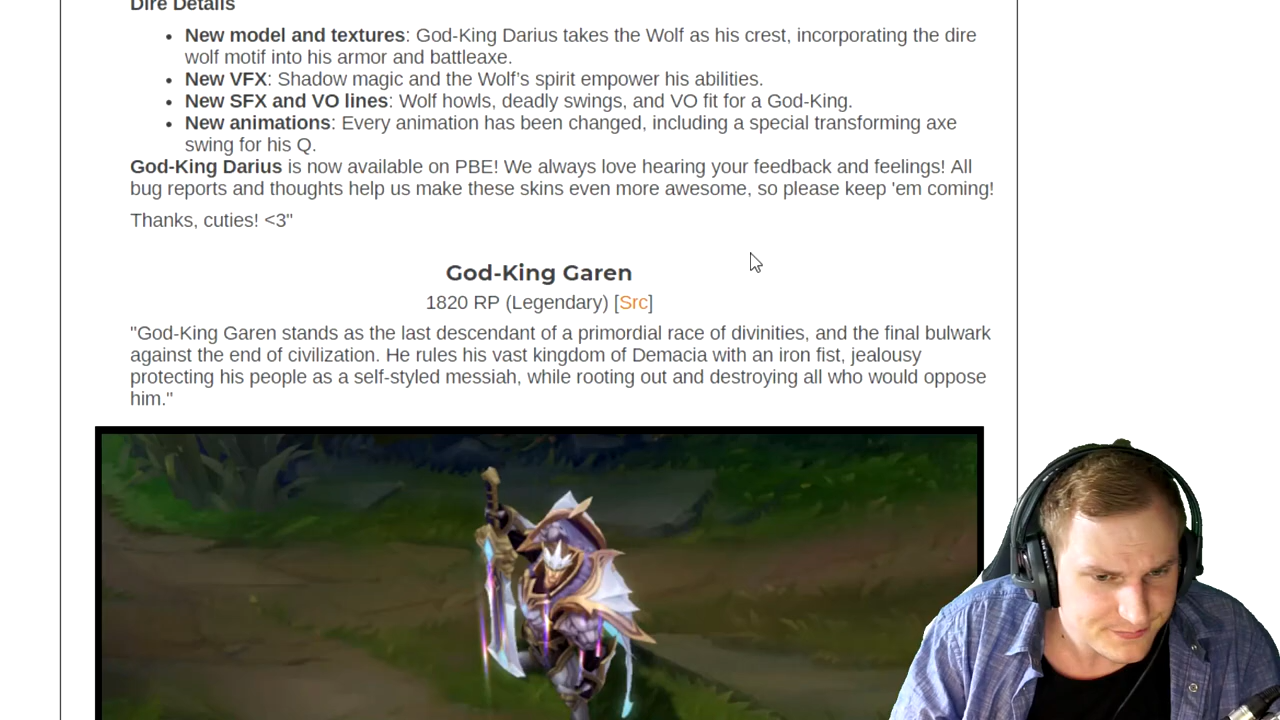 Dire Details
• New model and textures: God-King Darius takes the Wolf as his crest, incorporating the dire
wolf motif into his armor and battleaxe.
• New VFX: Shadow magic and the Wolf's spirit empower his abilities.
• New SFX and VO lines: Wolf howls, deadly swings, and VO fit for a God-King.
• New animations: Every animation has been changed, including a special transforming axe
swing for his Q.
God-King Darius is now available on PBE! We always love hearing your feedback and feelings! All
bug reports and thoughts help us make these skins even more awesome, so please keep 'em coming!
Thanks, cuties! <3"
God-King Garen
1820 RP (Legendary) [Src]
"God-King Garen stands as the last descendant of a primordial race of divinities, and the final bulwark
against the end of civilization. He rules his vast kingdom of Demacia with an iron fist, jealousy
protecting his people as a self-styled messiah, while rooting out and destroying all who would oppose
him."